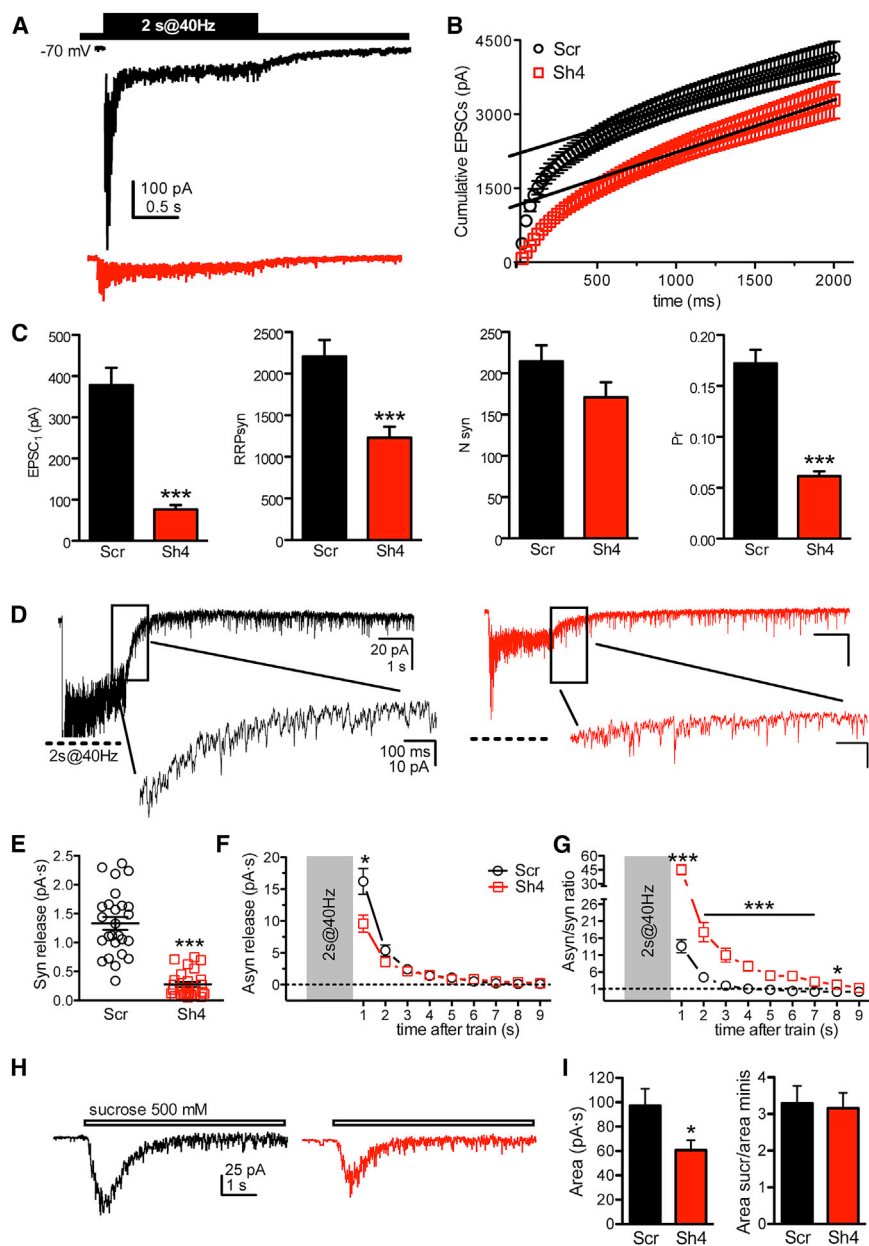 A
2 s@40Hz
-70 mV
100 pA
0.5 s
B
Scr
Sh4
Cumulative EPSCs (pA)
4500
3000
1500
0
500
1000
1500
2000
time (ms)
C
EPSC1 (pA)
500
400
300
200
100
0
Scr
***
Sh4
RRPsyn
2500
2000
1500
1000
500
0
Scr
***
Sh4
N syn
250
200
150
100
50
0
Scr
Sh4
Pr
0.20
0.15
0.10
0.05
0.00
Scr
***
Sh4
D
20 pA
1 s
2s@40Hz
100 ms
10 pA
E
Syn release (pA·s)
2.5
2.0
1.5
1.0
0.5
0.0
***
Scr
Sh4
F
Asyn release (pA·s)
20
15
10
5
0
2s@40Hz
*
Scr
Sh4
1 2 3 4 5 6 7 8 9
time after train (s)
G
Asyn/syn ratio
60
45
30
26
21
16
11
6
1
2s@40Hz
***
***
*
1 2 3 4 5 6 7 8 9
time after train (s)
H
sucrose 500 mM
25 pA
1 s
I
Area (pA·s)
120
100
80
60
40
20
0
*
Scr
Sh4
Area sucr/area minis
4
3
2
1
0
Scr
Sh4